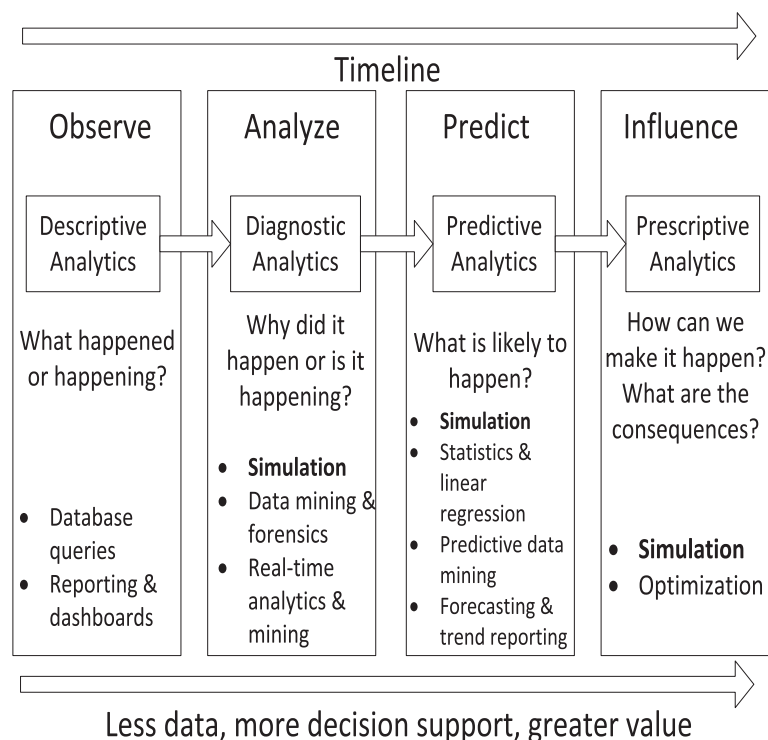 Timeline
Observe
Descriptive
Analytics
What happened
or happening?
• Database
queries
• Reporting &
dashboards
Analyze
Diagnostic
Analytics
Why did it
happen or is it
happening?
• Simulation
• Data mining &
forensics
• Real-time
analytics &
mining
Predict
Predictive
Analytics
What is likely to
happen?
• Simulation
• Statistics &
linear
regression
• Predictive data
mining
• Forecasting &
trend reporting
Influence
Prescriptive
Analytics
How can we
make it happen?
What are the
consequences?
• Simulation
• Optimization
Less data, more decision support, greater value